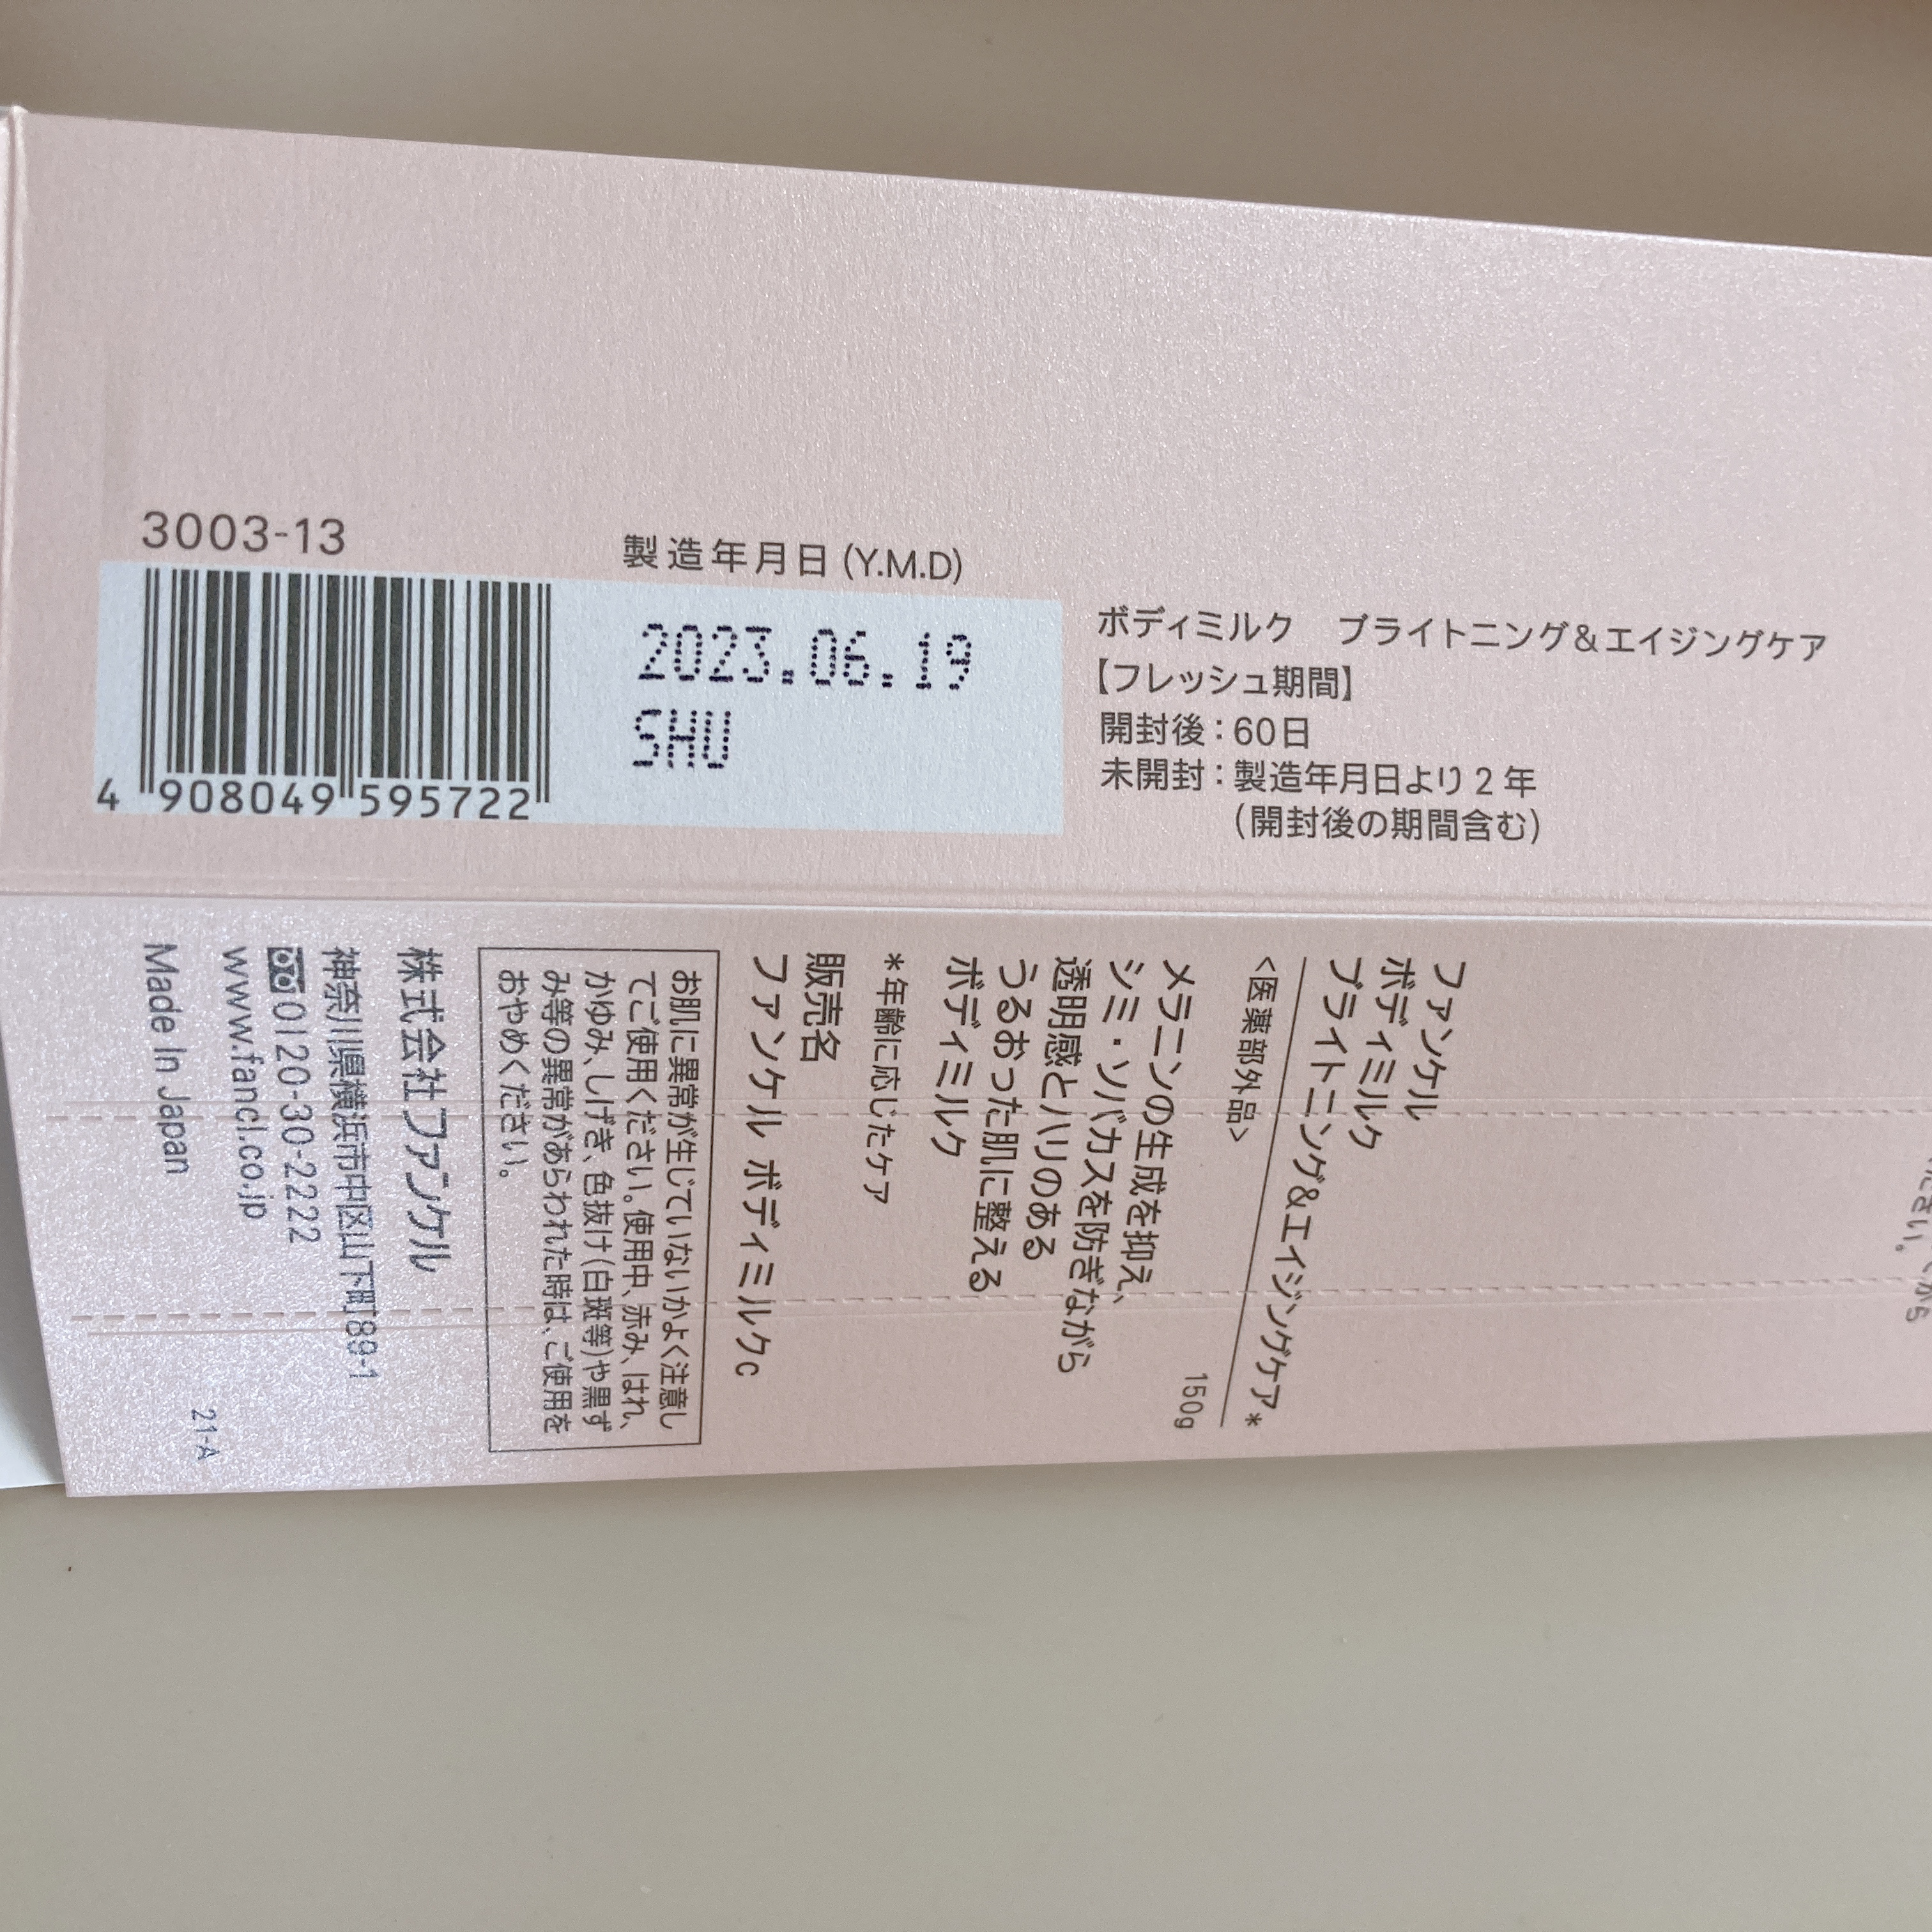 3003-13
製造年月日(Y.M.D)
2023.06.19
SHU
4 908049 595722
ボディミルク　ブライトニング&エイジングケア
【フレッシュ期間】
開封後：60日
未開封：製造年月日より2年
(開封後の期間含む)
ファンケル
ボディミルク
ブライトニング&エイジングケア*
<医薬部外品>
150g
メラニンの生成を抑え、
シミ・ソバカスを防ぎながら
透明感とハリのある
うるおった肌に整える
ボディミルク
*年齢に応じたケア
販売名
ファンケル ボディミルクc
お肌に異常が生じていないかよく注意し
てご使用ください。使用中、赤み、はれ、
かゆみ、しげき、色抜け(白斑等)や黒ず
み等の異常があらわれた時は、ご使用を
おやめください。
株式会社ファンケル
神奈川県横浜市中区山下町89-1
0120-30-2222
www.fancl.co.jp
Made In Japan
21-A